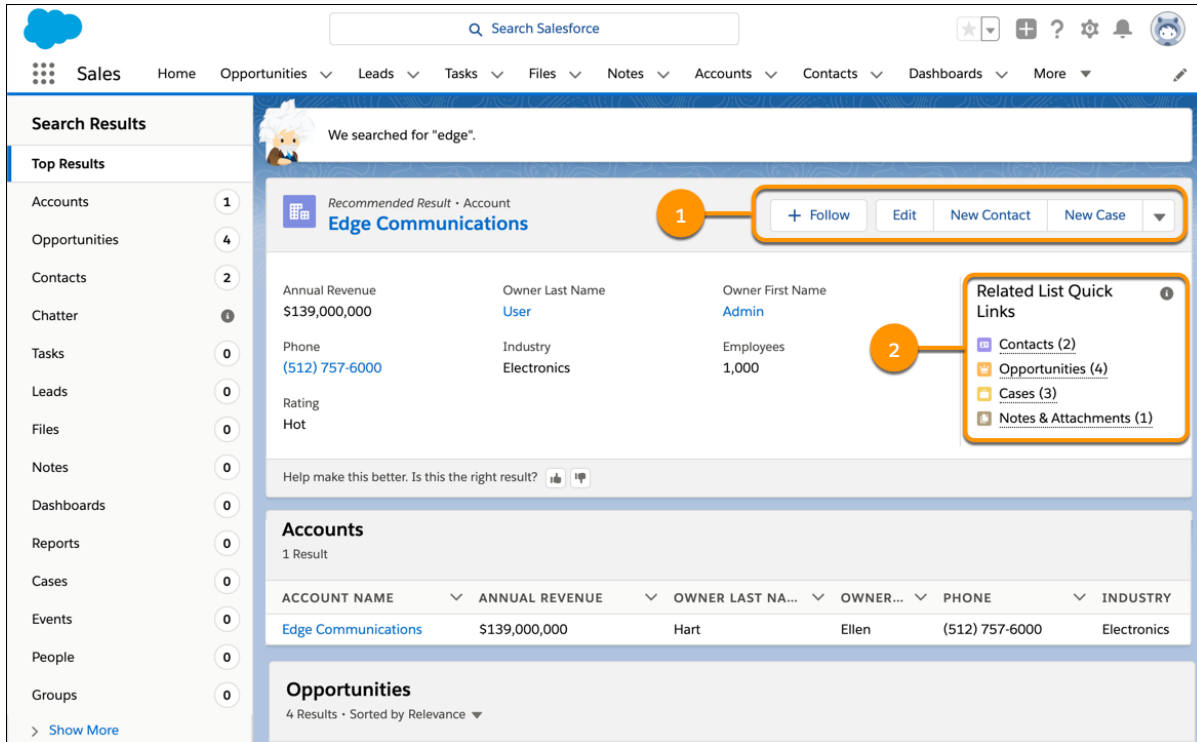 Search Salesforce
Sales Home Opportunities Leads Tasks Files Notes Accounts Contacts Dashboards More
Search Results
Top Results
Accounts 1
Opportunities 4
Contacts 2
Chatter
Tasks 0
Leads 0
Files 0
Notes 0
Dashboards 0
Reports 0
Cases 0
Events 0
People 0
Groups 0
Show More
We searched for "edge".
Recommended Result • Account
Edge Communications
1
+ Follow Edit New Contact New Case
Annual Revenue Owner Last Name Owner First Name
$139,000,000 User Admin
Phone Industry Employees
(512) 757-6000 Electronics 1,000
Rating
Hot
2
Related List Quick
Links
Contacts (2)
Opportunities (4)
Cases (3)
Notes & Attachments (1)
Help make this better. Is this the right result?
Accounts
1 Result
ACCOUNT NAME ANNUAL REVENUE OWNER LAST NA... OWNER... PHONE INDUSTRY
Edge Communications $139,000,000 Hart Ellen (512) 757-6000 Electronics
Opportunities
4 Results • Sorted by Relevance